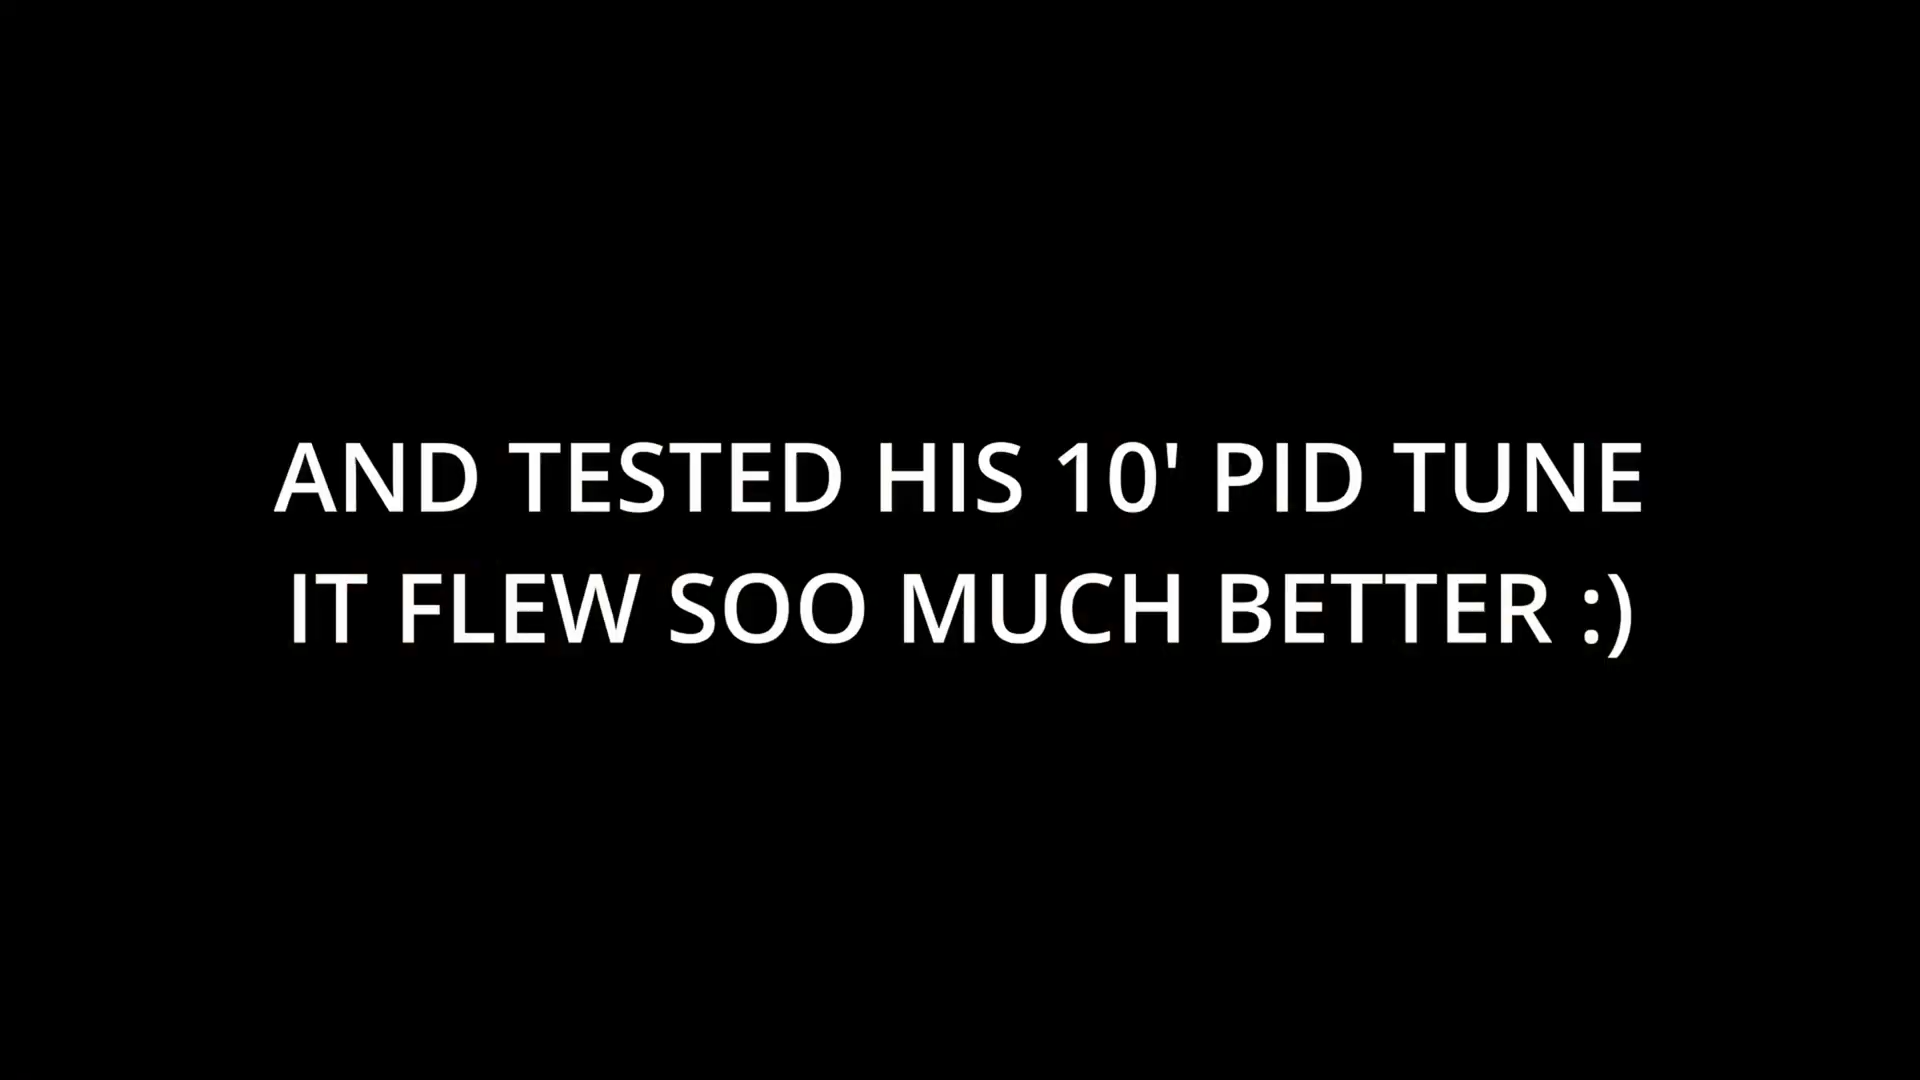 AND TESTED HIS 10' PID TUNE
IT FLEW SOO MUCH BETTER :)